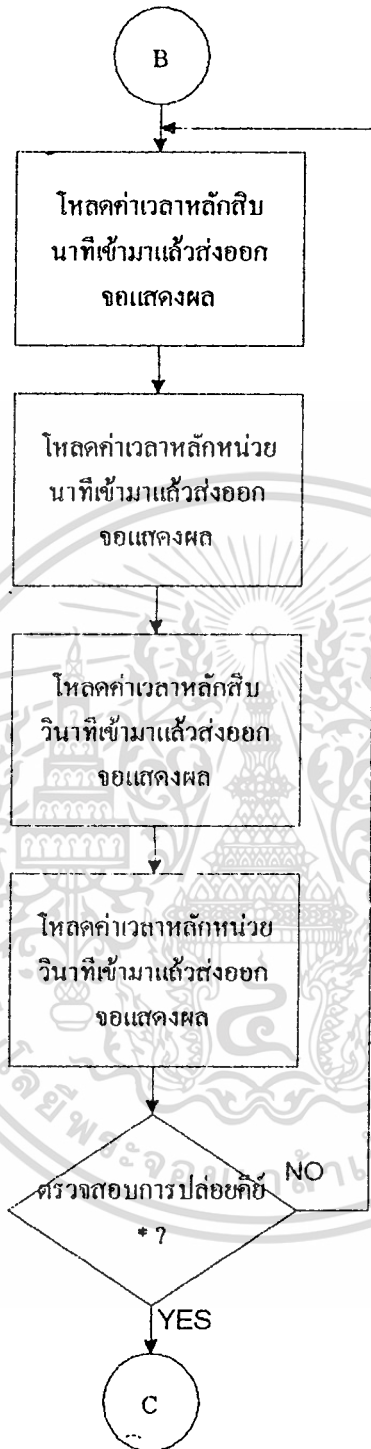 B
โหลดค่าเวลาหลักสิบ
นาทีเข้ามาแล้วส่งออก
จอแสดงผล
โหลดค่าเวลาหลักหน่วย
นาทีเข้ามาแล้วส่งออก
จอแสดงผล
โหลดค่าเวลาหลักสิบ
วินาทีเข้ามาแล้วส่งออก
จอแสดงผล
โหลดค่าเวลาหลักหน่วย
วินาทีเข้ามาแล้วส่งออก
จอแสดงผล
ตรวจสอบการปล่อยคีย์
* ?
NO
YES
C